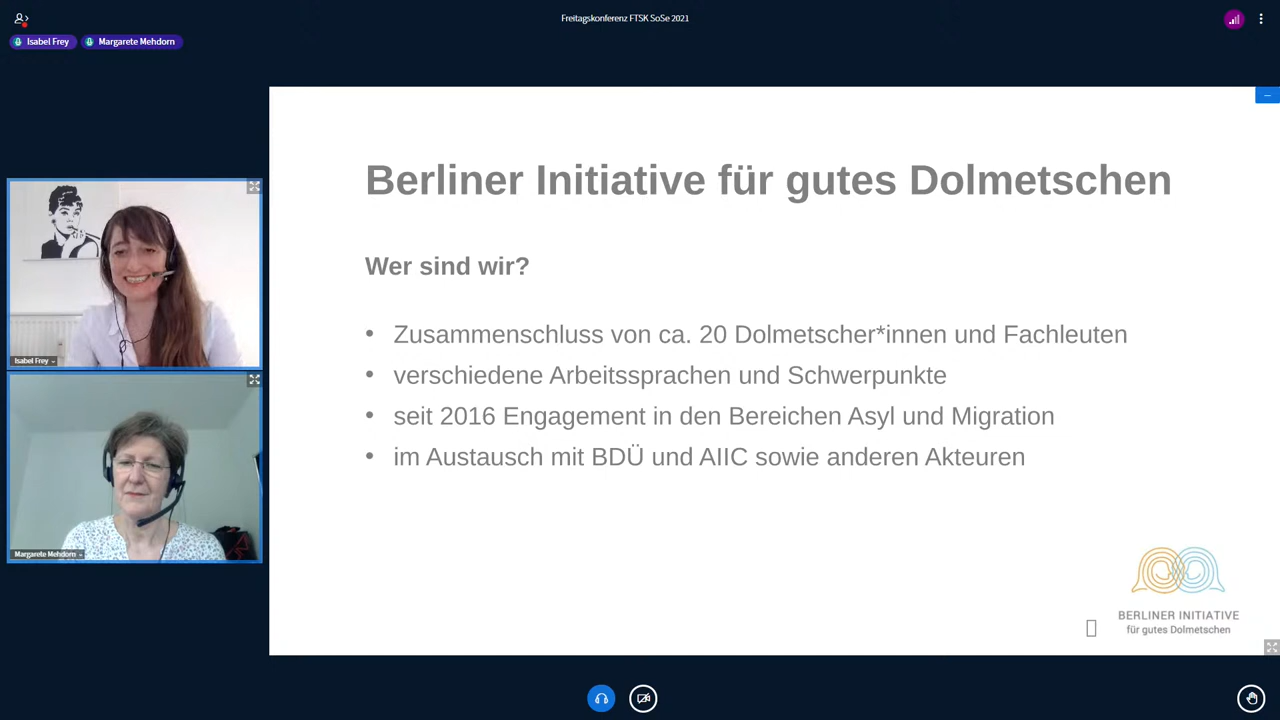 Freitagskonferenz FTSK SoSe 2021
Isabel Frey
Margarete Mehdorn
Isabel Frey
Margarete Mehdorn
Berliner Initiative für gutes Dolmetschen
Wer sind wir?
• Zusammenschluss von ca. 20 Dolmetscher*innen und Fachleuten
• verschiedene Arbeitssprachen und Schwerpunkte
• seit 2016 Engagement in den Bereichen Asyl und Migration
• im Austausch mit BDÜ und AIIC sowie anderen Akteuren
BERLINER INITIATIVE
für gutes Dolmetschen